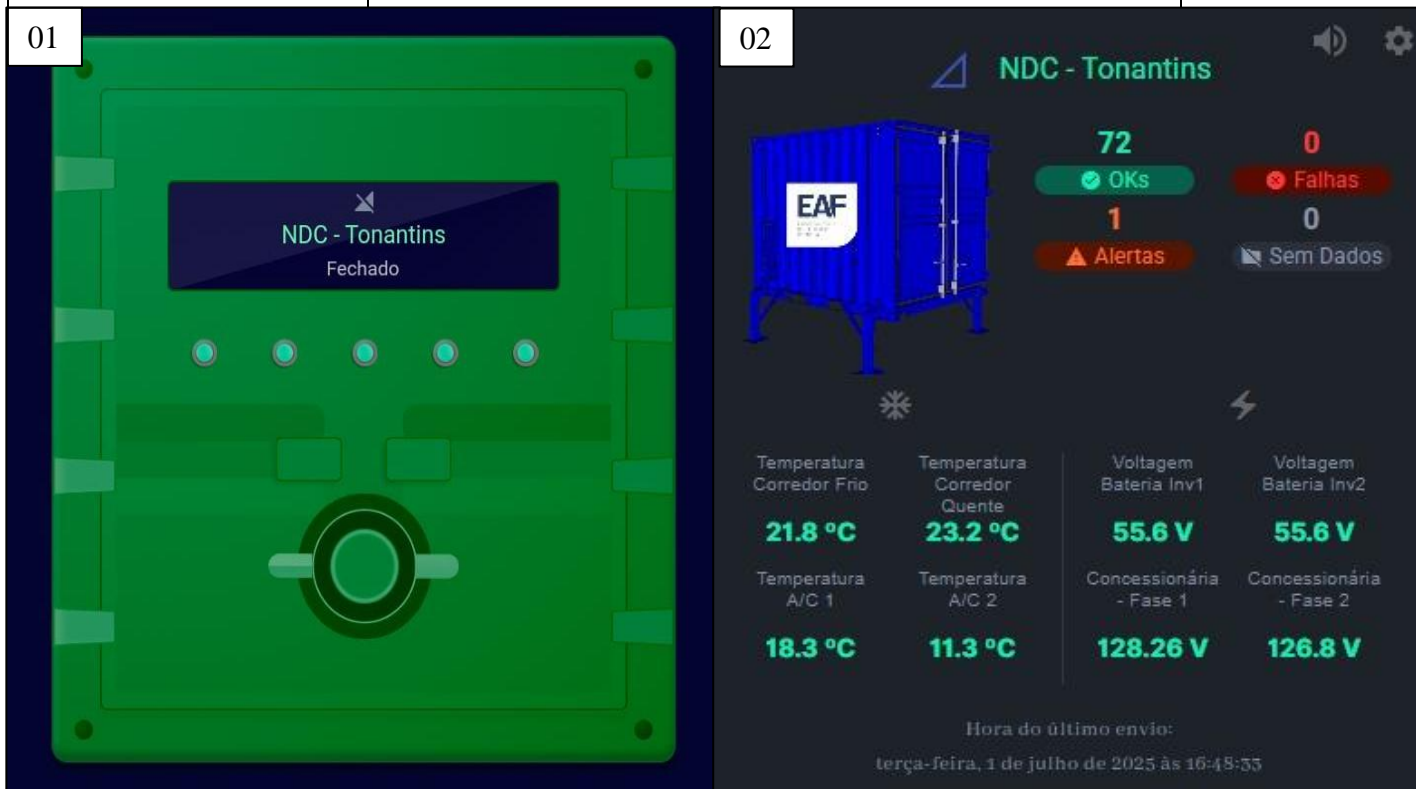 01
NDC - Tonantins
Fechado
02
NDC - Tonantins
72
0
OKs
Falhas
1
0
Alertas
Sem Dados
EAF
Temperatura
Corredor Frio
21.8 ºC
Temperatura
Corredor
Quente
23.2 ºC
Voltagem
Bateria Inv1
55.6 V
Voltagem
Bateria Inv2
55.6 V
Temperatura
A/C 1
18.3 ºC
Temperatura
A/C 2
11.3 ºC
Concessionária
- Fase 1
128.26 V
Concessionária
- Fase 2
126.8 V
Hora do último envio:
terça-feira, 1 de julho de 2025 às 16:48:33